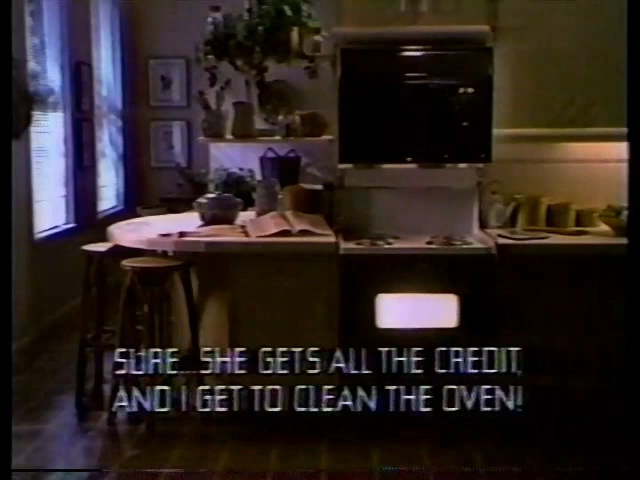 SURE...SHE GETS ALL THE CREDIT,
AND I GET TO CLEAN THE OVEN!